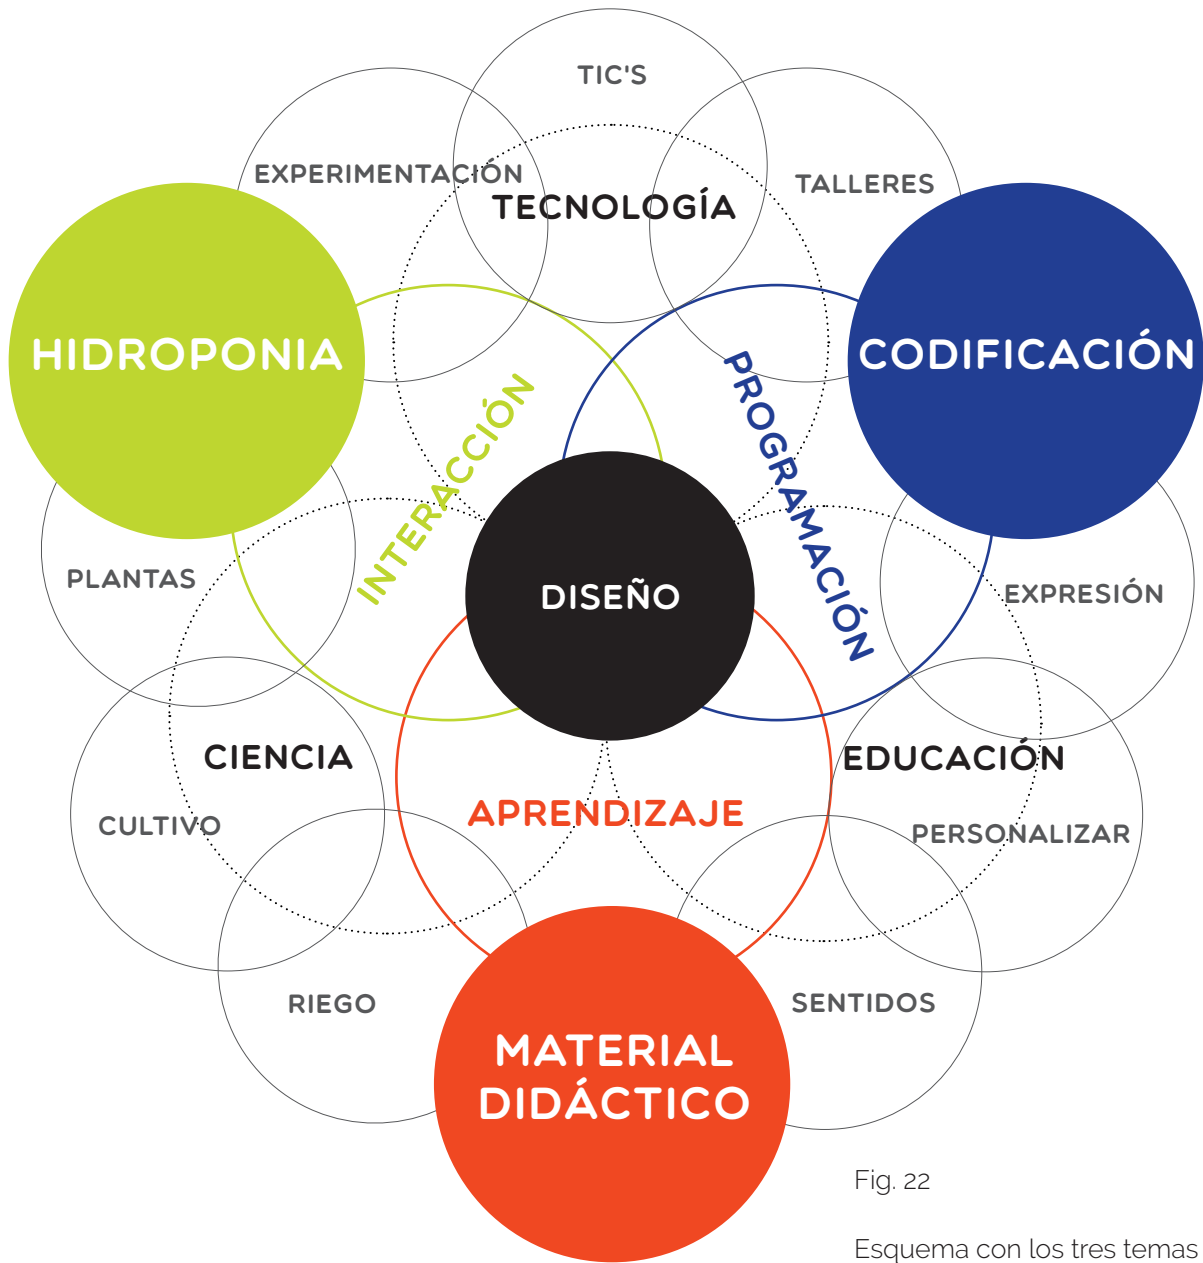 TIC'S
EXPERIMENTACIÓN
TALLERES
TECNOLOGÍA
HIDROPONIA
CODIFICACIÓN
INTERACCIÓN
PROGRAMACIÓN
PLANTAS
DISEÑO
EXPRESIÓN
CIENCIA
EDUCACIÓN
APRENDIZAJE
CULTIVO
PERSONALIZAR
RIEGO
SENTIDOS
MATERIAL
DIDÁCTICO
Fig. 22
Esquema con los tres temas